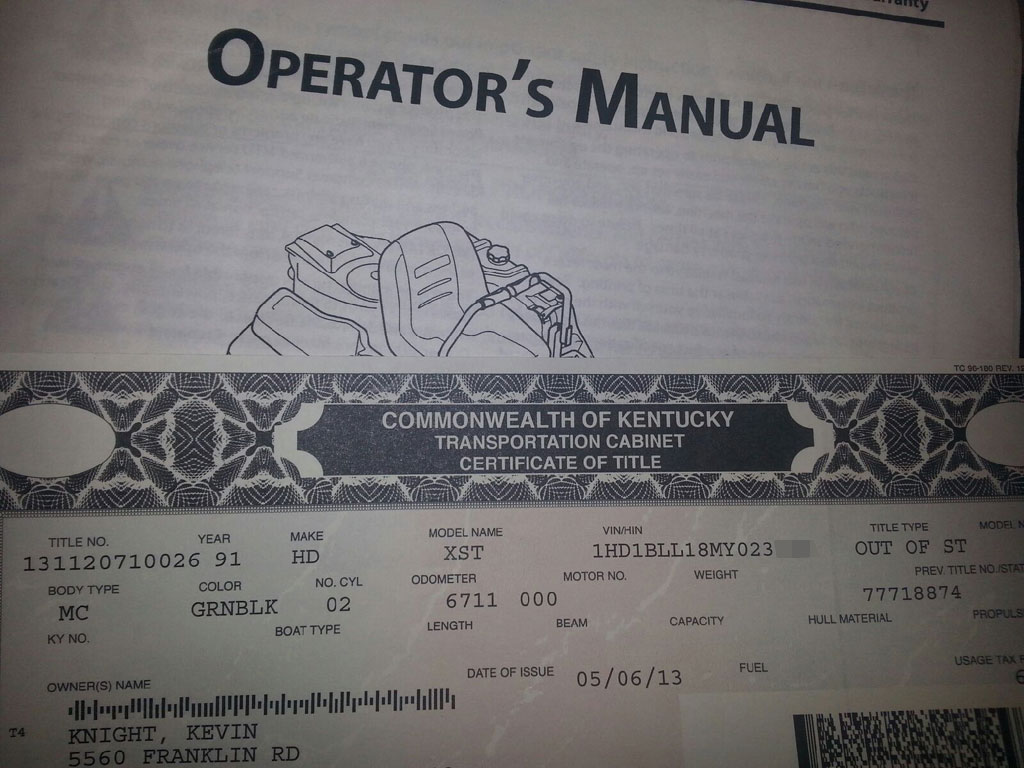 OPERATOR'S MANUAL
TC 96-180 REV.
COMMONWEALTH OF KENTUCKY
TRANSPORTATION CABINET
CERTIFICATE OF TITLE
TITLE NO. YEAR MAKE MODEL NAME VIN/HIN TITLE TYPE MODEL
131120710026 91 HD XST 1HD1BLL18MY023 OUT OF ST
BODY TYPE COLOR NO. CYL ODOMETER MOTOR NO. WEIGHT PREV. TITLE NO./STAT
MC GRNBLK 02 6711 000 77718874
KY NO. BOAT TYPE LENGTH BEAM CAPACITY HULL MATERIAL PROPULS
OWNER(S) NAME DATE OF ISSUE 05/06/13 FUEL USAGE TAX
T4 KNIGHT, KEVIN
5560 FRANKLIN RD